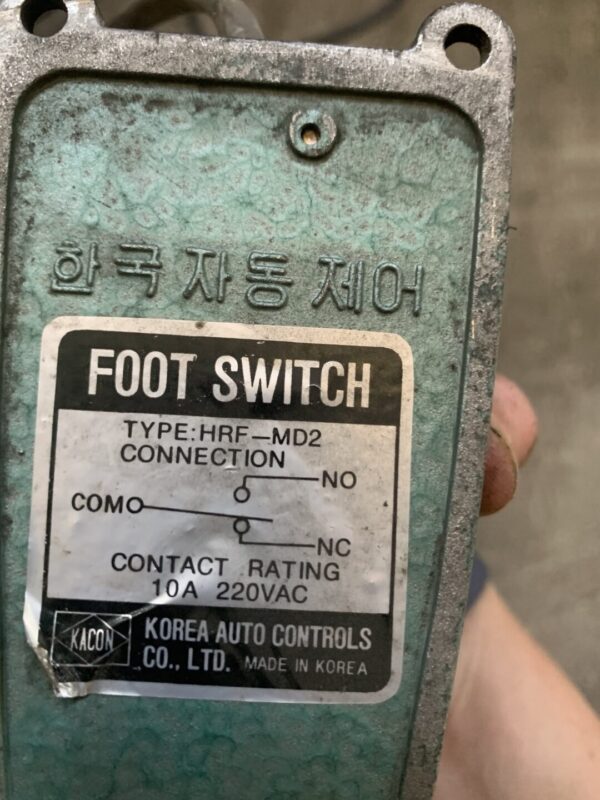 한국자동제어
FOOT SWITCH
TYPE:HRF-MD2
CONNECTION
NO
COM
NC
CONTACT RATING
10A 220VAC
KACON
KOREA AUTO CONTROLS
CO., LTD. MADE IN KOREA